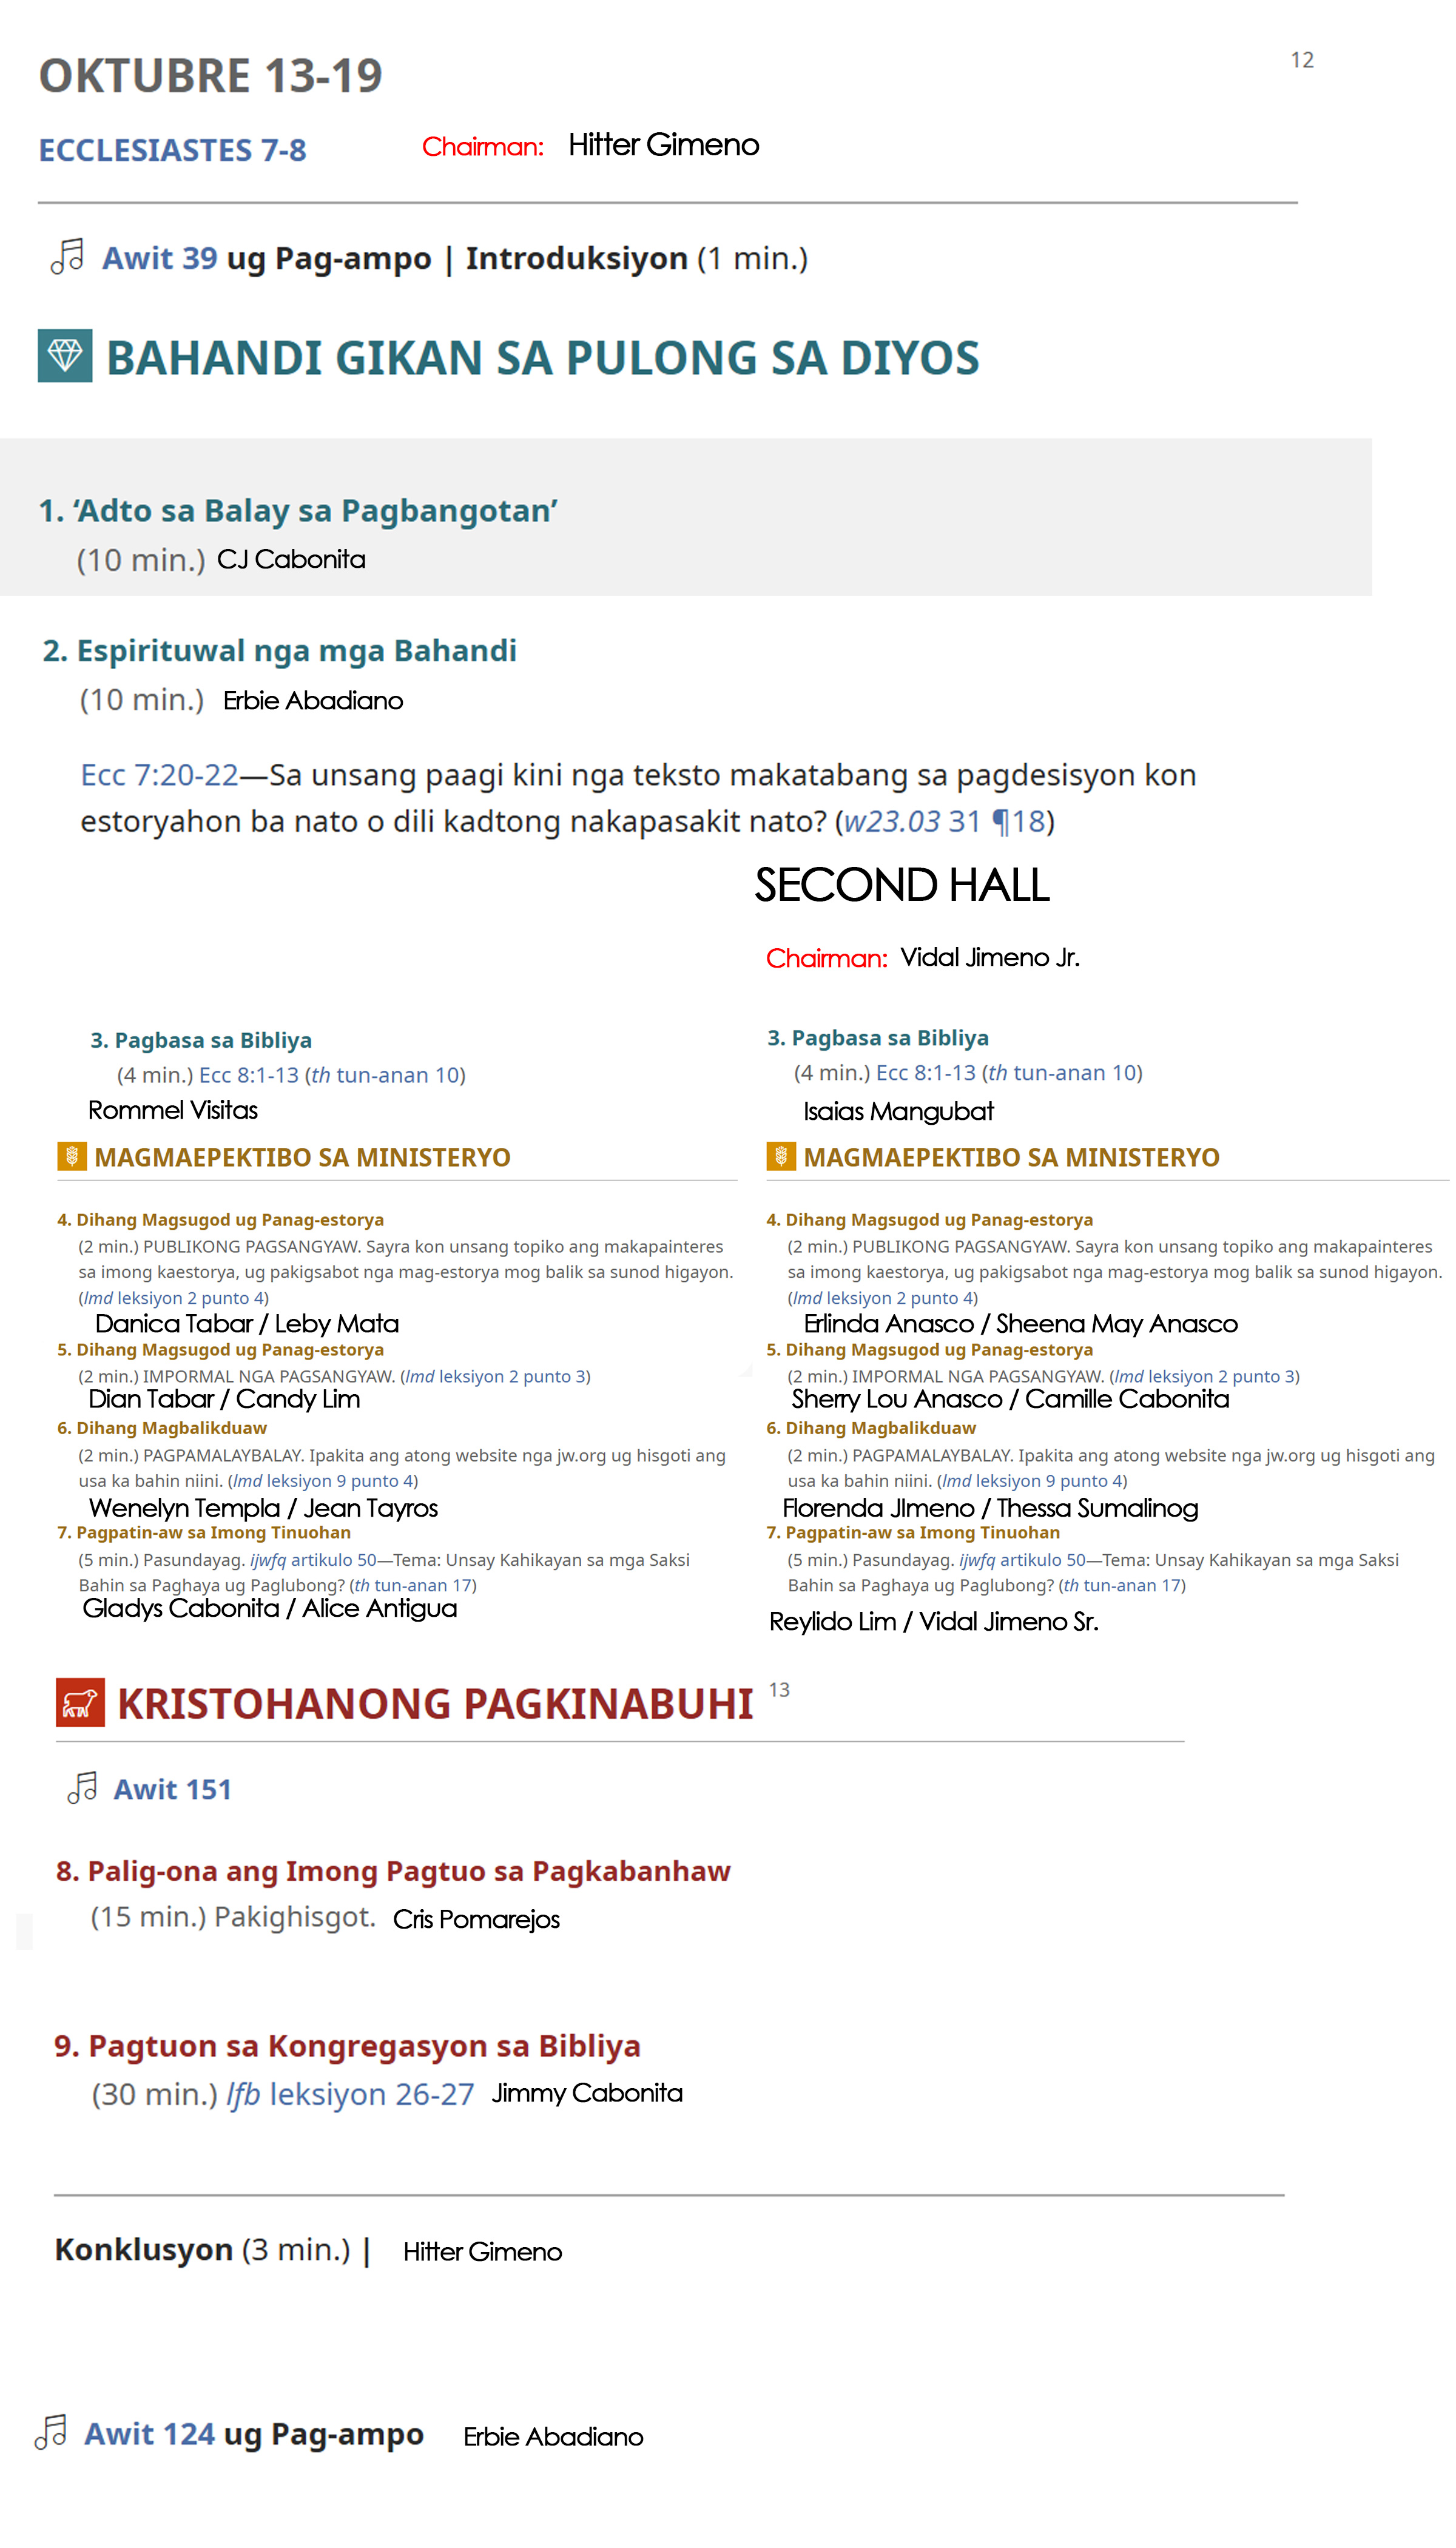 OKTUBRE 13-19
12
ECCLESIASTES 7-8
Chairman: Hitter Gimeno
Awit 39 ug Pag-ampo | Introduksiyon (1 min.)
BAHANDI GIKAN SA PULONG SA DIYOS
1. ‘Adto sa Balay sa Pagbangotan’
(10 min.) CJ Cabonita
2. Espirituwal nga mga Bahandi
(10 min.) Erbie Abadiano
Ecc 7:20-22—Sa unsang paagi kini nga teksto makatabang sa pagdesisyon kon
estoryahon ba nato o dili kadtong nakapasakit nato? (w23.03 31 ¶18)
3. Pagbasa sa Bibliya
(4 min.) Ecc 8:1-13 (th tun-anan 10)
Rommel Visitas
MAGMAEPEKTIBO SA MINISTERYO
4. Dihang Magsugod ug Panag-estorya
(2 min.) PUBLIKONG PAGSANGYAW. Sayra kon unsang topiko ang makapainteres
sa imong kaestorya, ug pakigsabot nga mag-estorya mog balik sa sunod higayon.
(lmd leksiyon 2 punto 4)
Danica Tabar / Leby Mata
5. Dihang Magsugod ug Panag-estorya
(2 min.) IMPORMAL NGA PAGSANGYAW. (lmd leksiyon 2 punto 3)
Dian Tabar / Candy Lim
6. Dihang Magbalikduaw
(2 min.) PAGPAMALAYBALAY. Ipakita ang atong website nga jw.org ug hisgoti ang
usa ka bahin niini. (lmd leksiyon 9 punto 4)
Wenelyn Templa / Jean Tayros
7. Pagpatin-aw sa Imong Tinuohan
(5 min.) Pasundayag. ijwfq artikulo 50—Tema: Unsay Kahikayan sa mga Saksi
Bahin sa Paghaya ug Paglubong? (th tun-anan 17)
Gladys Cabonita / Alice Antigua
SECOND HALL
Chairman: Vidal Jimeno Jr.
3. Pagbasa sa Bibliya
(4 min.) Ecc 8:1-13 (th tun-anan 10)
Isaias Mangubat
MAGMAEPEKTIBO SA MINISTERYO
4. Dihang Magsugod ug Panag-estorya
(2 min.) PUBLIKONG PAGSANGYAW. Sayra kon unsang topiko ang makapainteres
sa imong kaestorya, ug pakigsabot nga mag-estorya mog balik sa sunod higayon.
(lmd leksiyon 2 punto 4)
Erlinda Anasco / Sheena May Anasco
5. Dihang Magsugod ug Panag-estorya
(2 min.) IMPORMAL NGA PAGSANGYAW. (lmd leksiyon 2 punto 3)
Sherry Lou Anasco / Camille Cabonita
6. Dihang Magbalikduaw
(2 min.) PAGPAMALAYBALAY. Ipakita ang atong website nga jw.org ug hisgoti ang
usa ka bahin niini. (lmd leksiyon 9 punto 4)
Florenda JImeno / Thessa Sumalinog
7. Pagpatin-aw sa Imong Tinuohan
(5 min.) Pasundayag. ijwfq artikulo 50—Tema: Unsay Kahikayan sa mga Saksi
Bahin sa Paghaya ug Paglubong? (th tun-anan 17)
Reylido Lim / Vidal Jimeno Sr.
KRISTOHANONG PAGKINABUHI 13
Awit 151
8. Palig-ona ang Imong Pagtuo sa Pagkabanhaw
(15 min.) Pakighisgot. Cris Pomarejos
9. Pagtuon sa Kongregasyon sa Bibliya
(30 min.) lfb leksiyon 26-27 Jimmy Cabonita
Konklusyon (3 min.) | Hitter Gimeno
Awit 124 ug Pag-ampo Erbie Abadiano